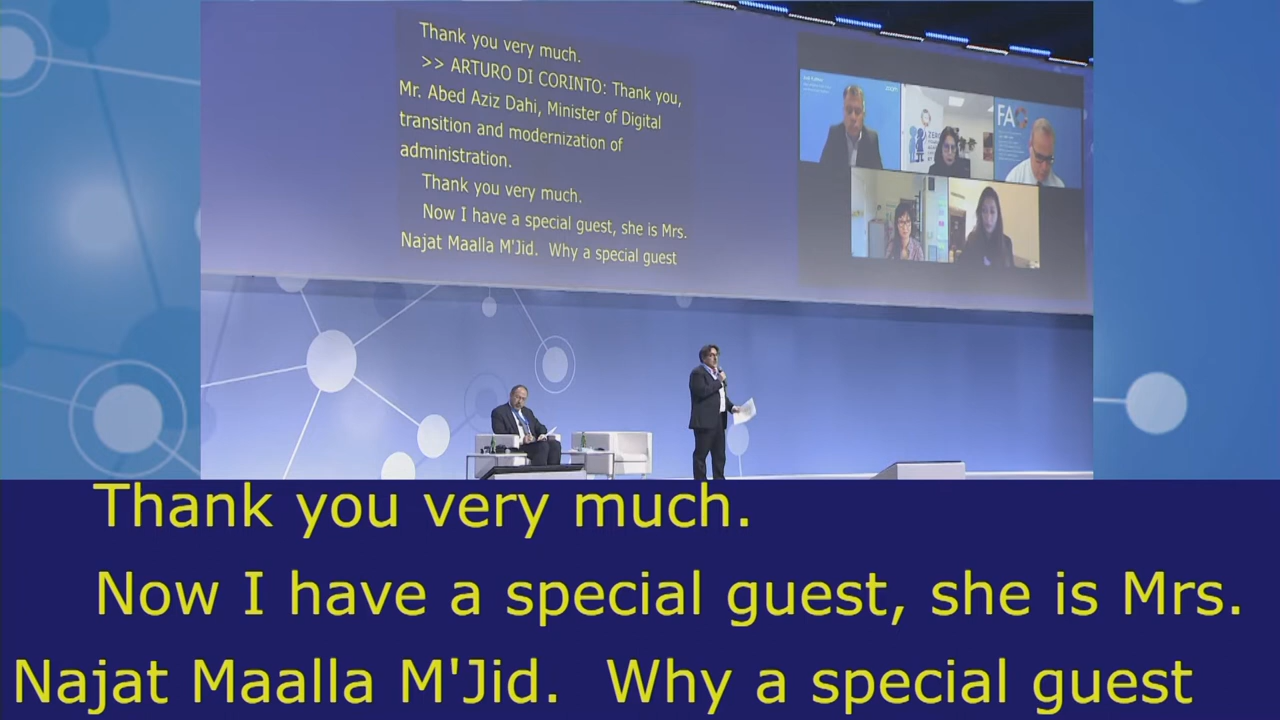 Thank you very much.
>> ARTURO DI CORINTO: Thank you,
Mr. Abed Aziz Dahi, Minister of Digital
transition and modernization of
administration.
Thank you very much.
Now I have a special guest, she is Mrs.
Najat Maalla M'Jid.  Why a special guest
FAO
Thank you very much.
Now I have a special guest, she is Mrs.
Najat Maalla M'Jid.  Why a special guest